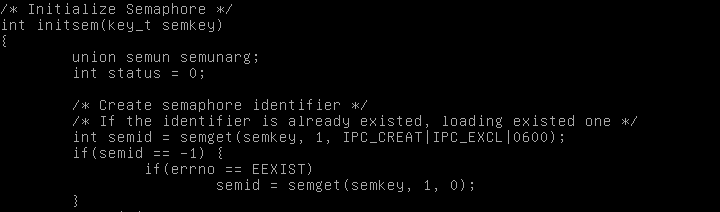 /* Initialize Semaphore */
int initsem(key_t semkey)
{
        union semun semunarg;
        int status = 0;

        /* Create semaphore identifier */
        /* If the identifier is already existed, loading existed one */
        int semid = semget(semkey, 1, IPC_CREAT|IPC_EXCL|0600);
        if(semid == -1) {
                if(errno == EEXIST)
                        semid = semget(semkey, 1, 0);
        }